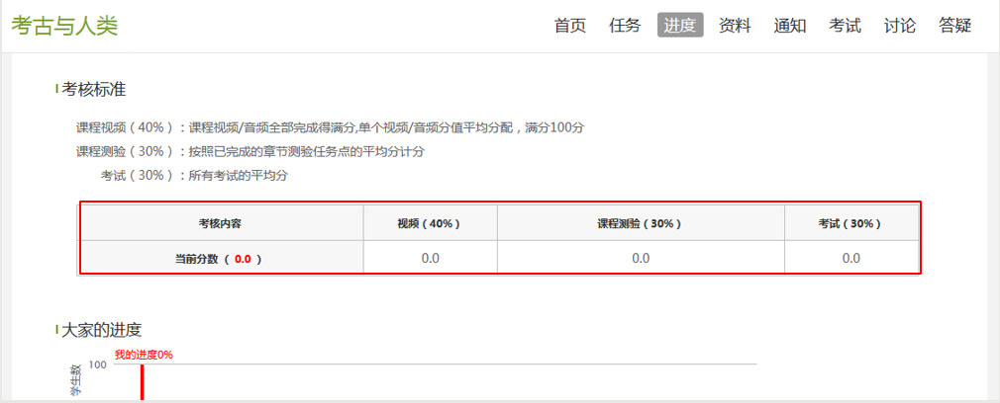 考古与人类
首页 任务 进度 资料 通知 考试 讨论 答疑
考核标准
课程视频（40%）：课程视频/音频全部完成得满分,单个视频/音频分值平均分配，满分100分
课程测验（30%）：按照已完成的章节测验任务点的平均分计分
考试（30%）：所有考试的平均分
考核内容 视频（40%） 课程测验（30%） 考试（30%）
当前分数 （ 0.0 ） 0.0 0.0 0.0
大家的进度
我的进度0%
100
学生数